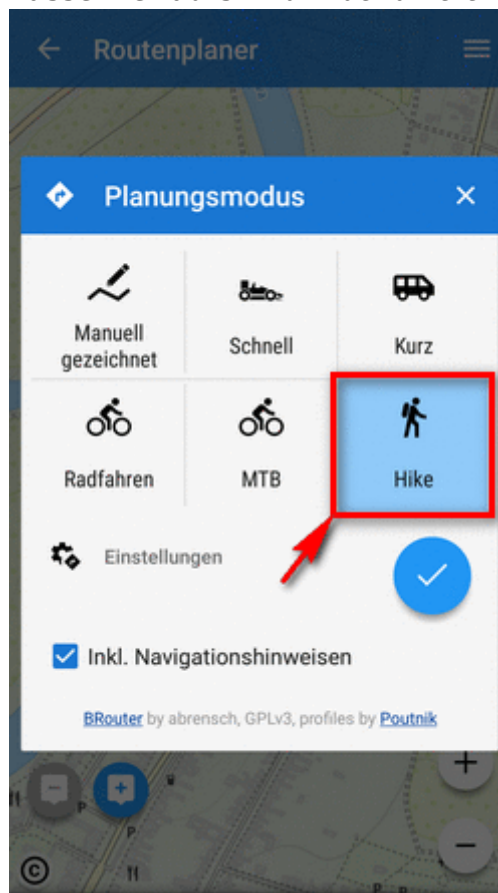 Routenplaner
Planungsmodus
Manuell
gezeichnet
Schnell
Kurz
Radfahren
MTB
Hike
Einstellungen
Inkl. Navigationshinweisen
BRouter by abrensch, GPLv3, profiles by Poutnik
P
P
P
©